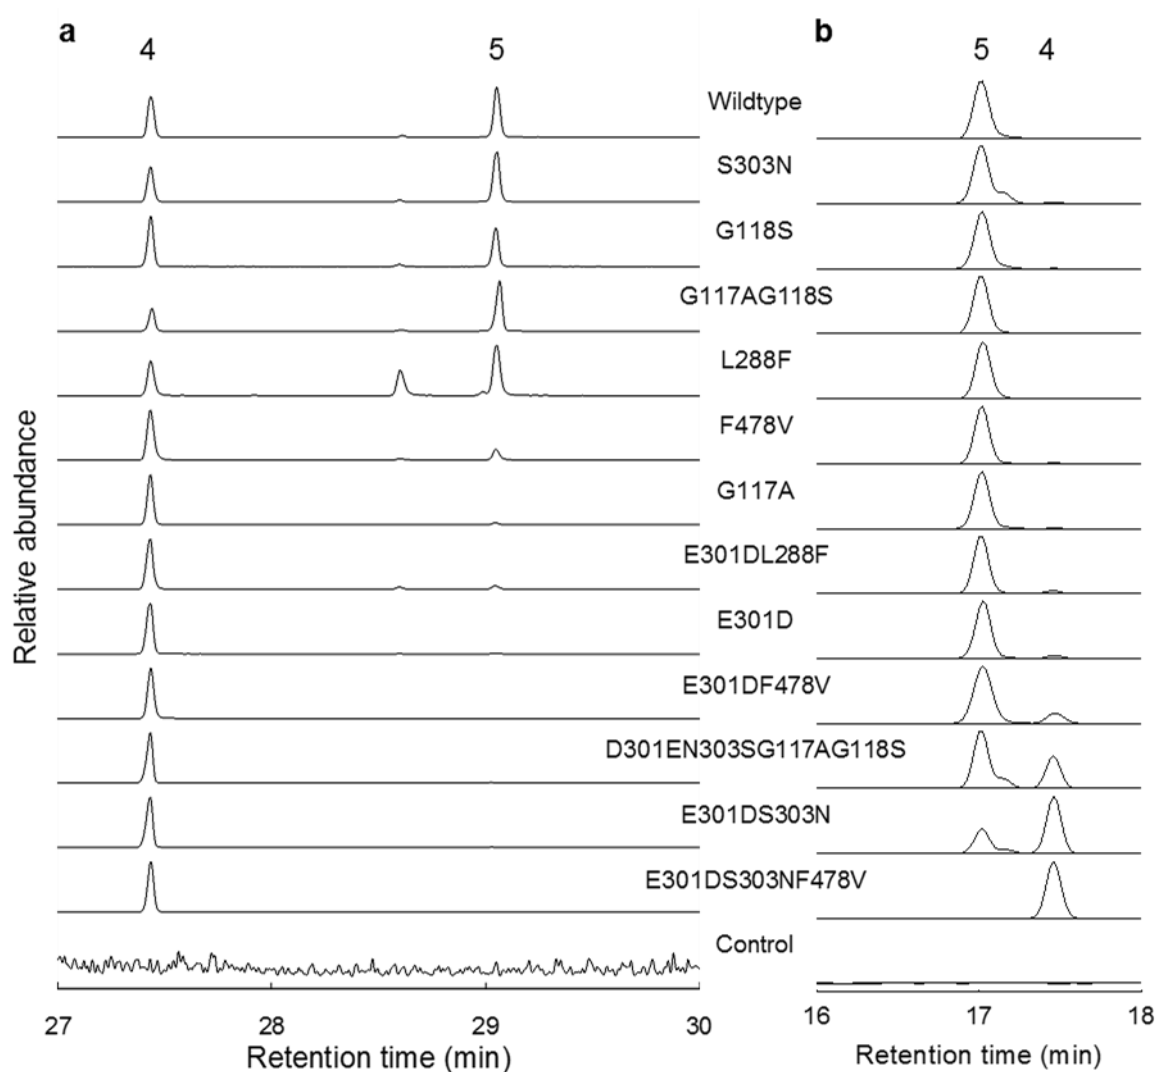 a
b
4
5
5
4
Wildtype
S303N
G118S
G117AG118S
L288F
F478V
G117A
E301DL288F
E301D
E301DF478V
D301EN303SG117AG118S
E301DS303N
E301DS303NF478V
Control
Relative abundance
27
28
29
30
16
17
18
Retention time (min)
Retention time (min)